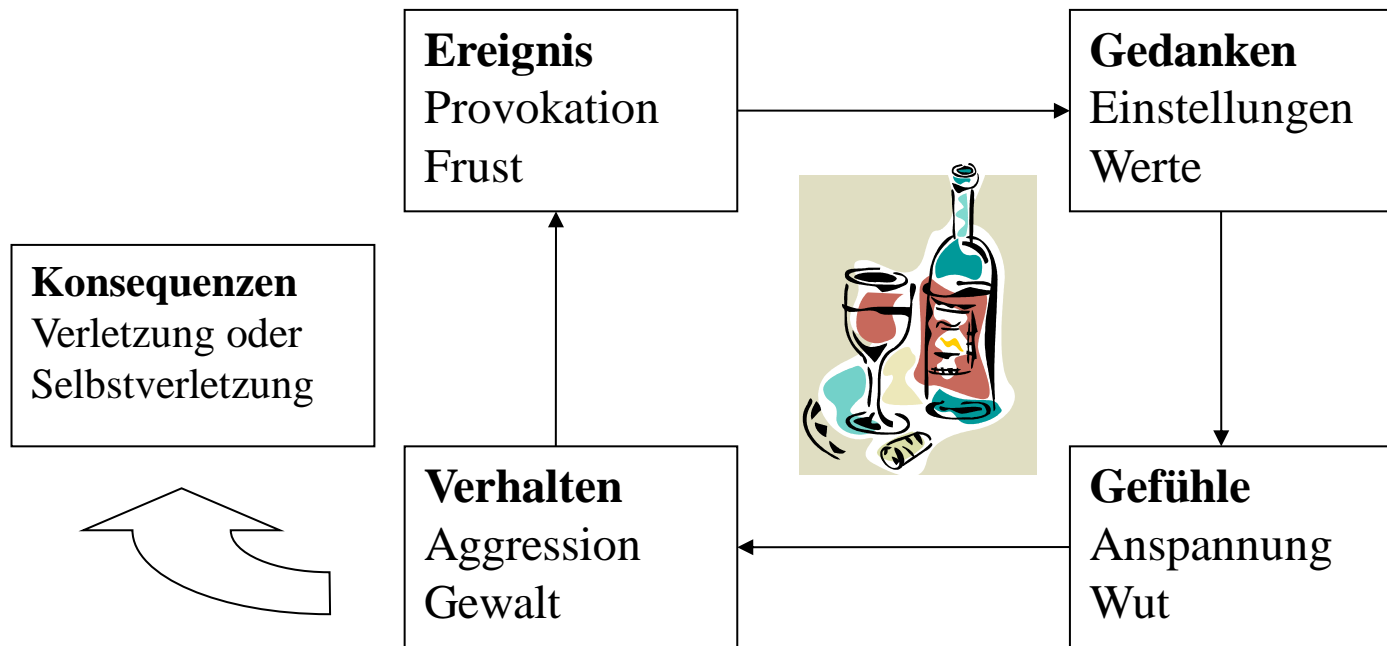 Ereignis
Provokation
Frust
Gedanken
Einstellungen
Werte
Konsequenzen
Verletzung oder
Selbstverletzung
Verhalten
Aggression
Gewalt
Gefühle
Anspannung
Wut